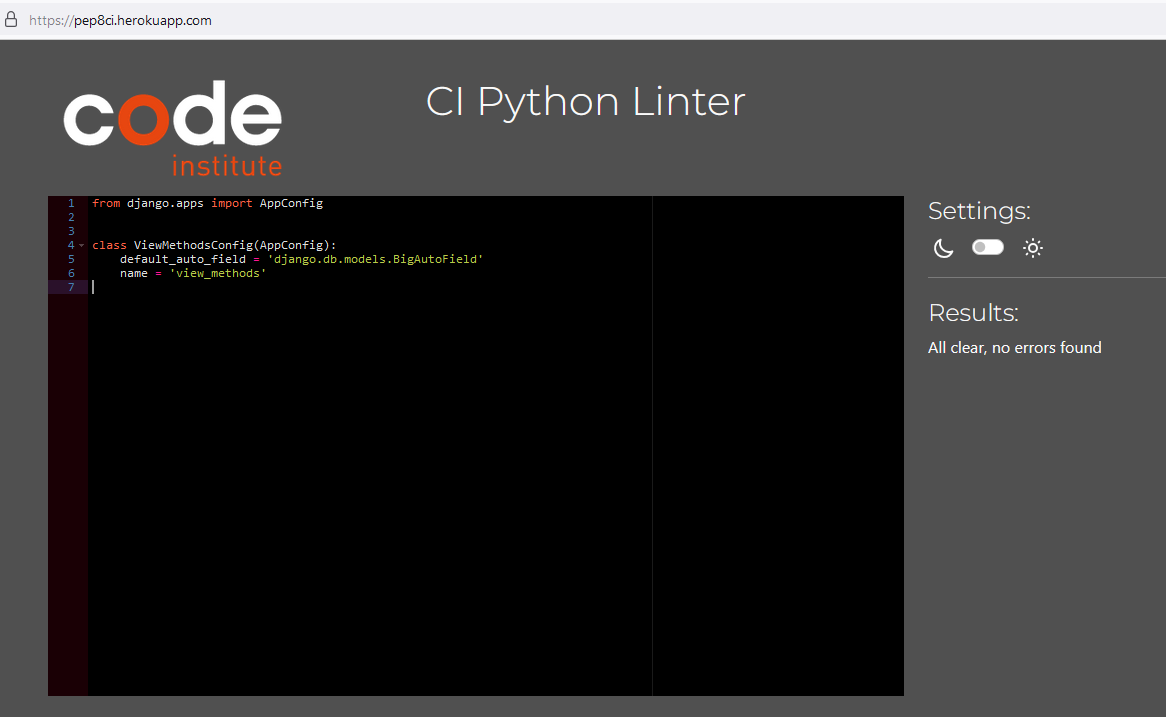 https://pep8ci.herokuapp.com
code
institute
CI Python Linter
1 from django.apps import AppConfig
2
3
4 class ViewMethodsConfig(AppConfig):
5     default_auto_field = 'django.db.models.BigAutoField'
6     name = 'view_methods'
7
Settings:
Results:
All clear, no errors found